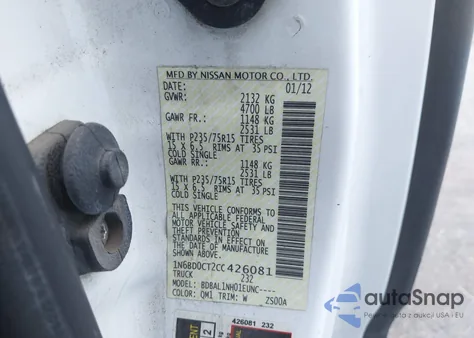 MFD BY NISSAN MOTOR CO., LTD.
DATE: 01/12
GVWR: 2132 KG
4700 LB
GAWR FR.: 1148 KG
2531 LB
WITH P235/75R15 TIRES
15 X 6.5 RIMS AT 35 PSI
COLD SINGLE
GAWR RR.: 1148 KG
2531 LB
WITH P235/75R15 TIRES
15 X 6.5 RIMS AT 35 PSI
COLD SINGLE
THIS VEHICLE CONFORMS TO ALL
APPLICABLE U.S. FEDERAL MOTOR
VEHICLE SAFETY STANDARDS IN
EFFECT ON THE DATE OF MANUFACTURE
SHOWN ABOVE.
1N6BD0CT2CC426081
TRUCK 232
MODEL: BDBALNH01EUNC----
COLOR: QM1 TRIM: W ZS00A
426081 232
autoSnap
USA i EU z aukcji